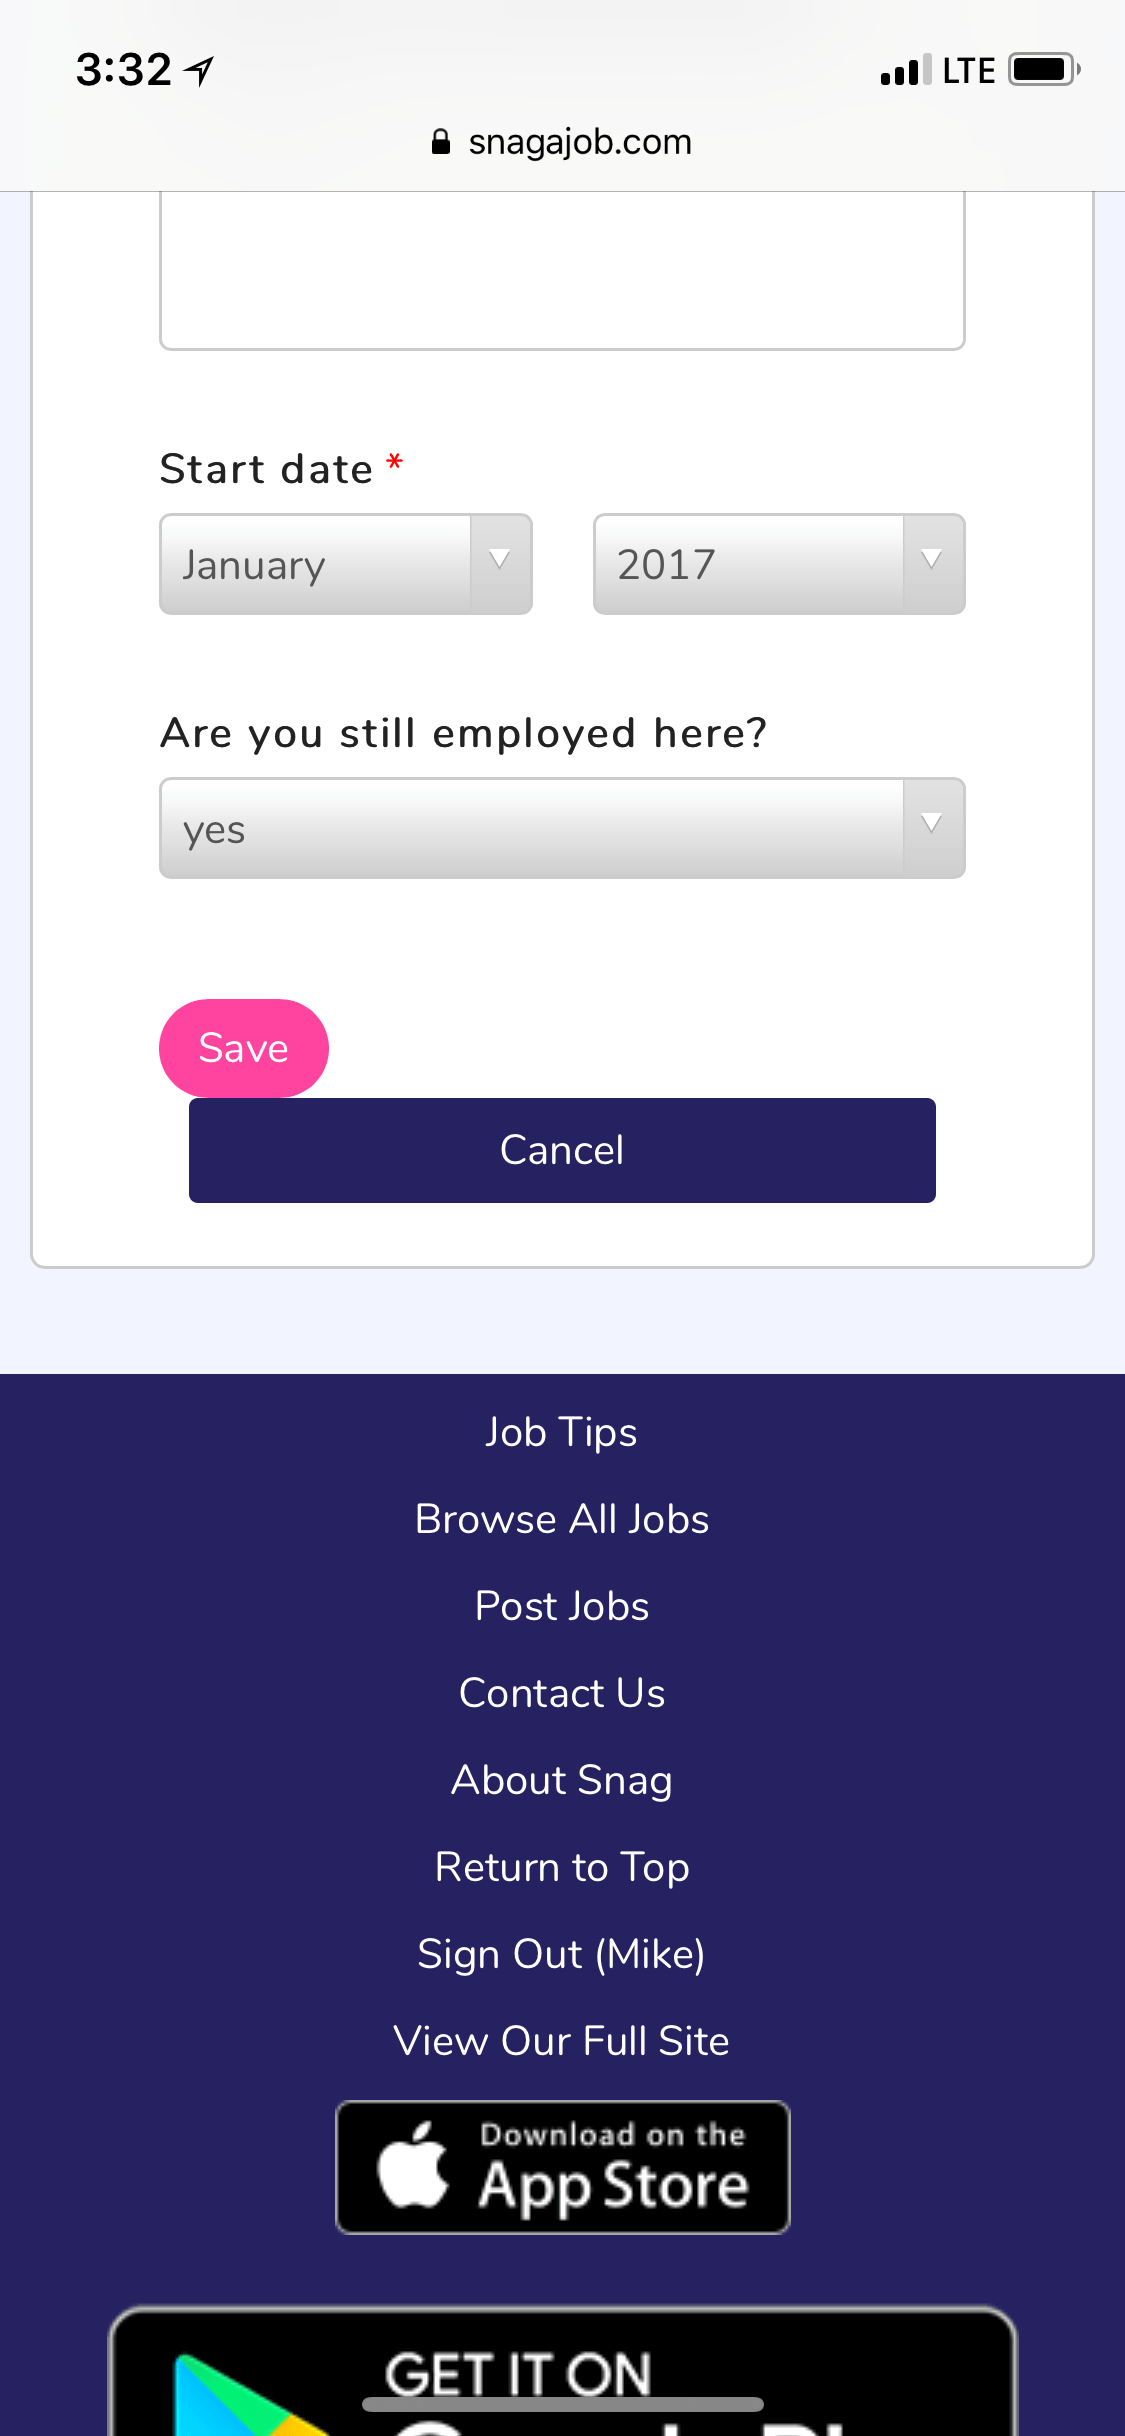 3:32 LTE
snagajob.com
Start date *
January 2017
Are you still employed here?
yes
Save
Cancel
Job Tips
Browse All Jobs
Post Jobs
Contact Us
About Snag
Return to Top
Sign Out (Mike)
View Our Full Site
Download on the
App Store
GET IT ON